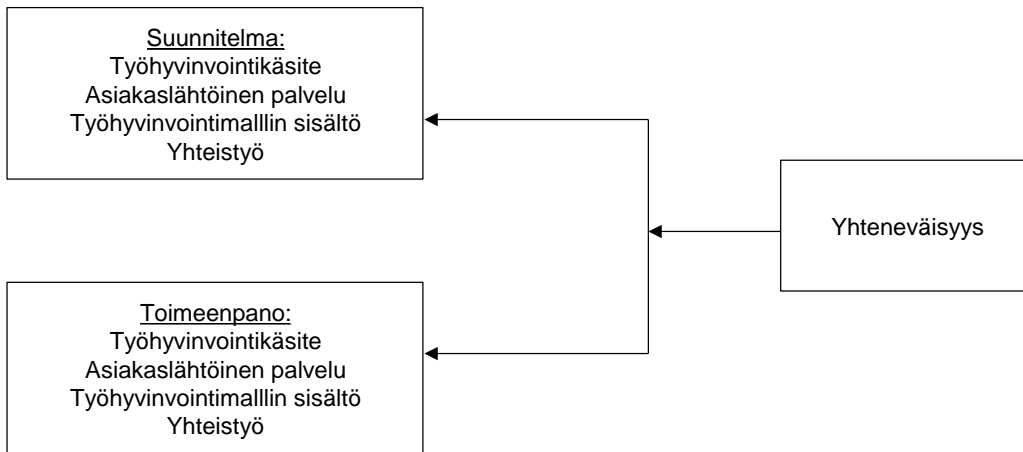 Suunnitelma:
Työhyvinvointikäsite
Asiakaslähtöinen palvelu
Työhyvinvointimalllin sisältö
Yhteistyö
Yhteneväisyys
Toimeenpano:
Työhyvinvointikäsite
Asiakaslähtöinen palvelu
Työhyvinvointimalllin sisältö
Yhteistyö